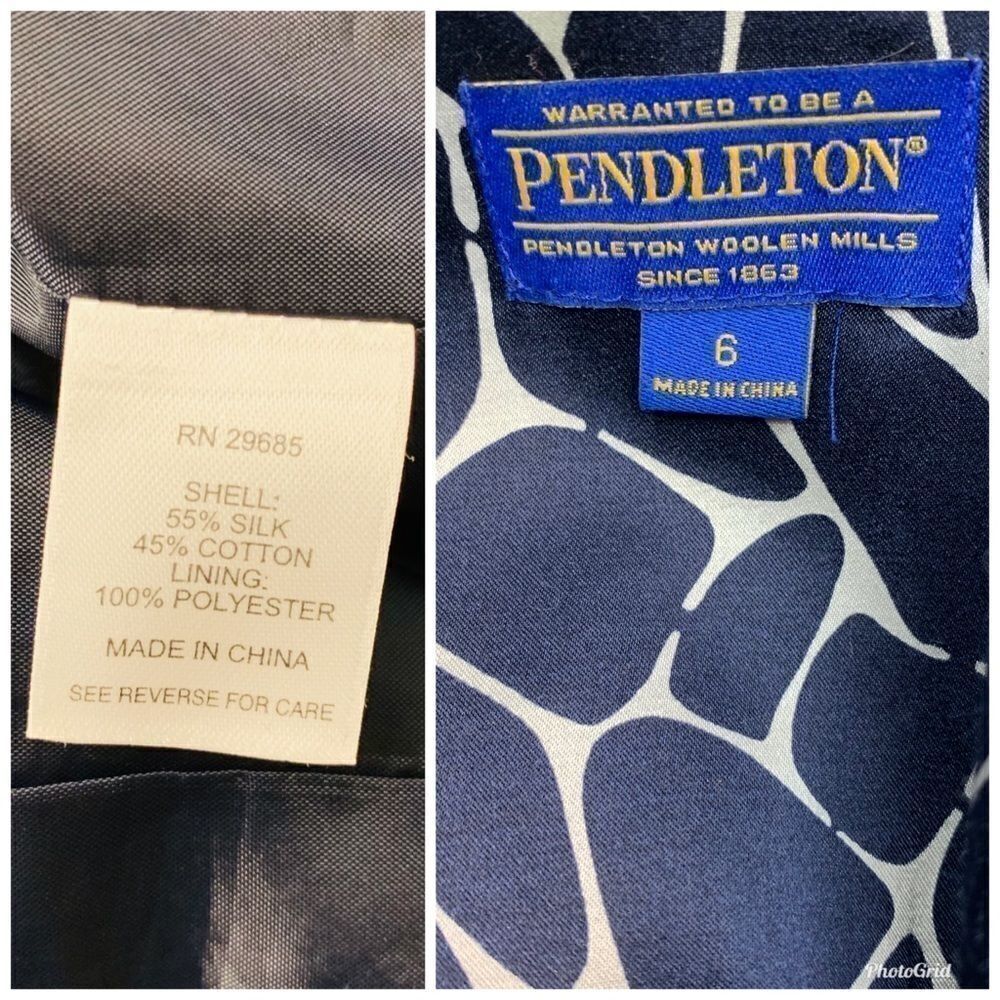 RN 29685
SHELL:
55% SILK
45% COTTON
LINING:
100% POLYESTER
MADE IN CHINA
SEE REVERSE FOR CARE
WARRANTED TO BE A
PENDLETON®
PENDLETON WOOLEN MILLS
SINCE 1863
6
MADE IN CHINA
PhotoGrid